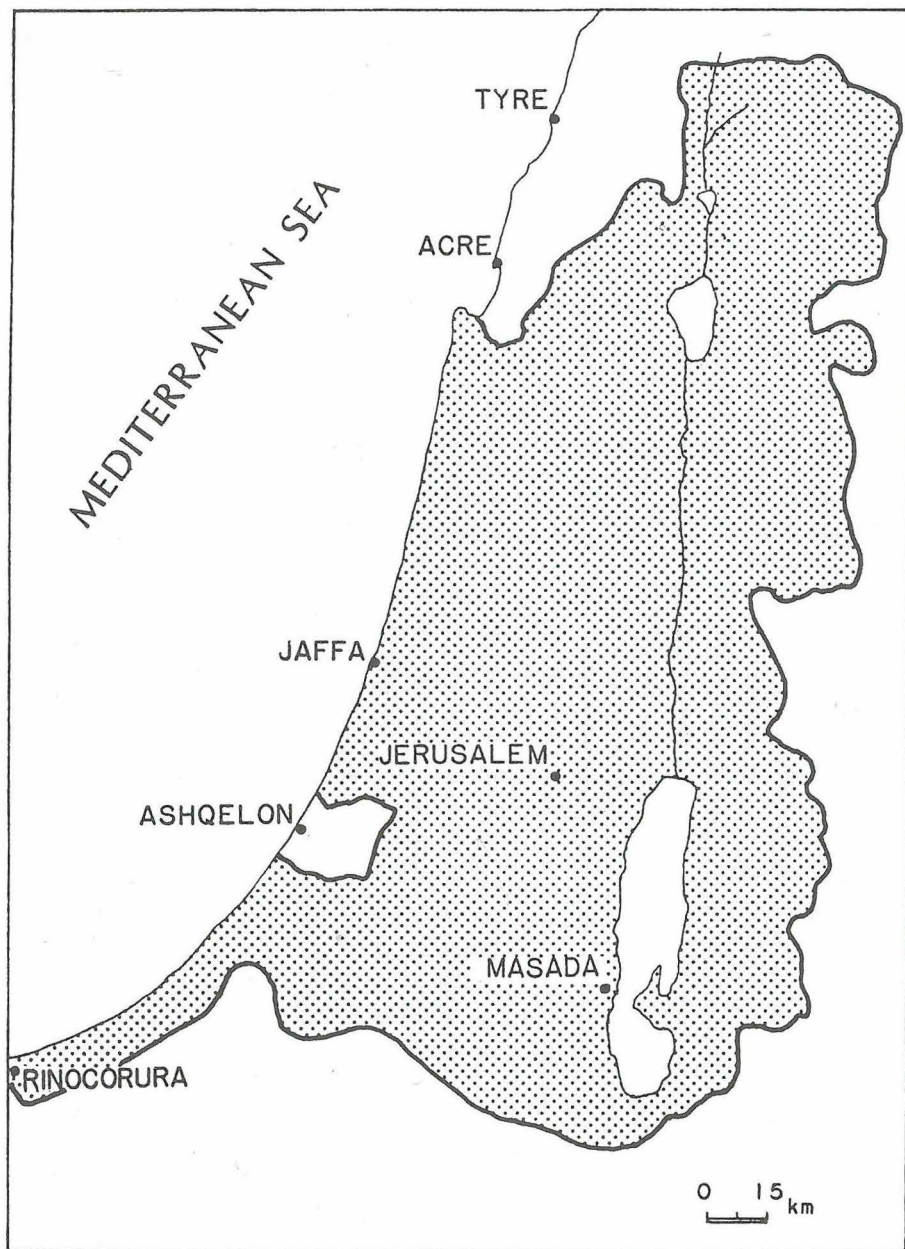 TYRE
MEDITERRANEAN SEA
ACRE
JAFFA
JERUSALEM
ASHQELON
MASADA
RINOCORURA
0 15 km